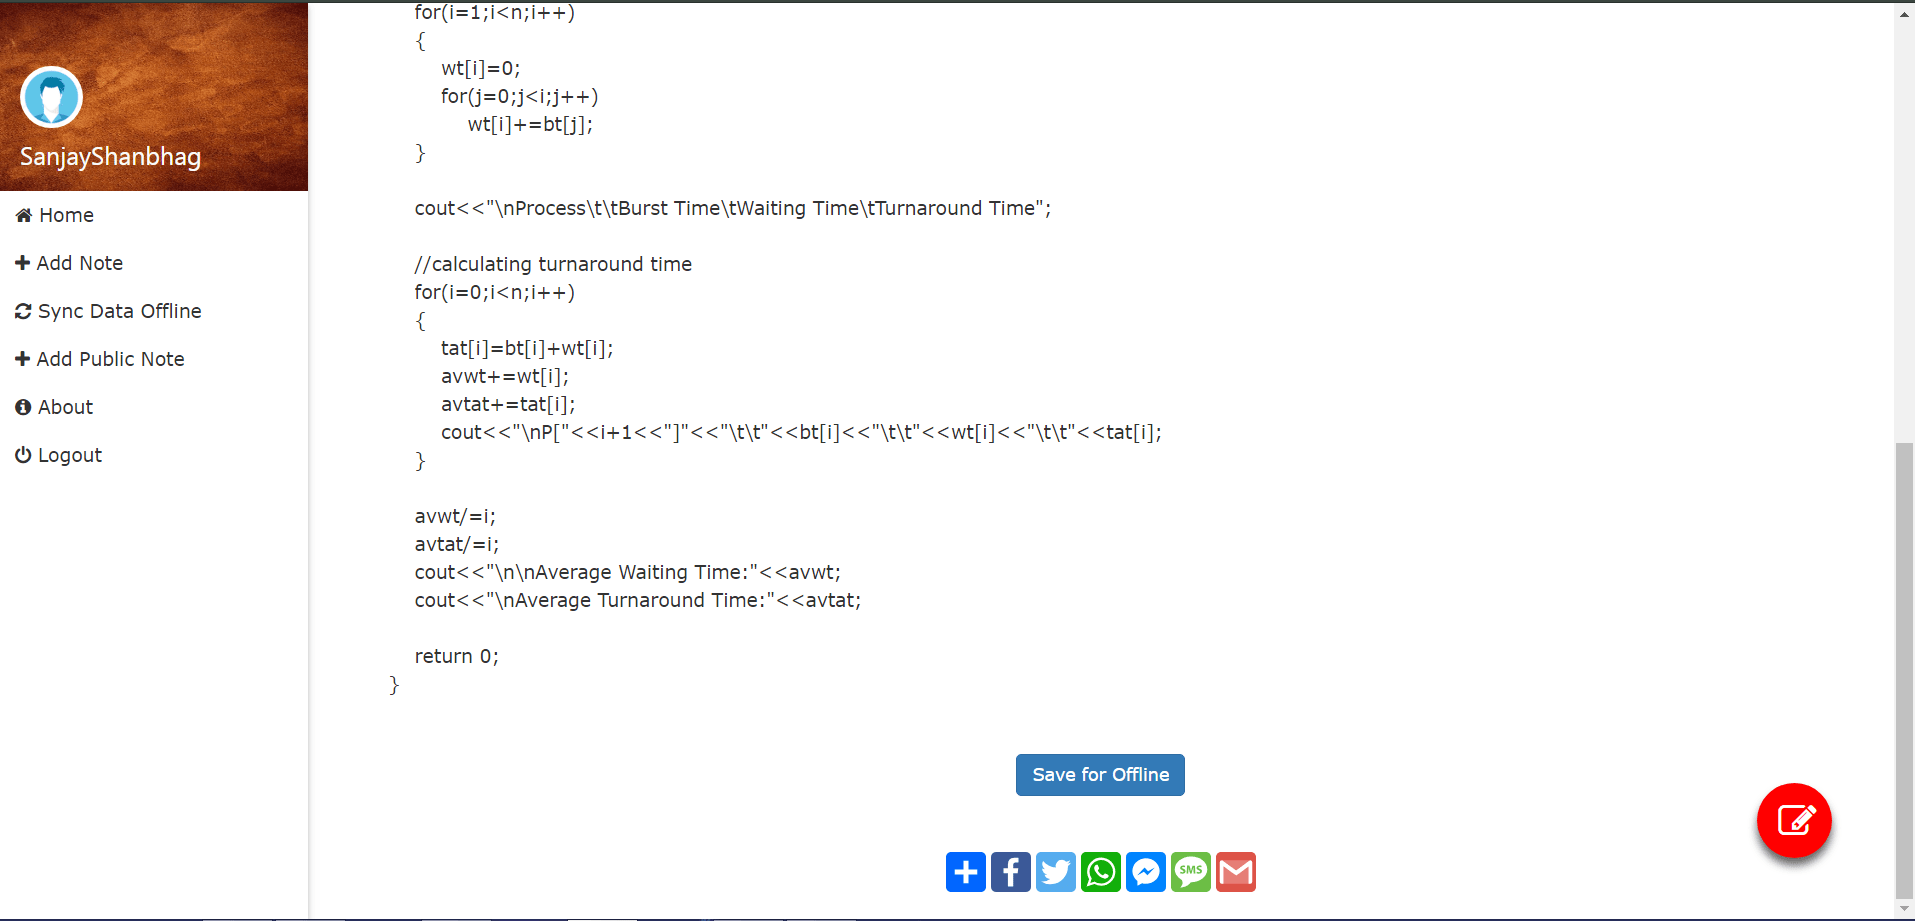 SanjayShanbhag
Home
Add Note
Sync Data Offline
Add Public Note
About
Logout
for(i=1;i<n;i++)
{
wt[i]=0;
for(j=0;j<i;j++)
wt[i]+=bt[j];
}
cout<<"\nProcess\t\tBurst Time\tWaiting Time\tTurnaround Time";
//calculating turnaround time
for(i=0;i<n;i++)
{
tat[i]=bt[i]+wt[i];
avwt+=wt[i];
avtat+=tat[i];
cout<<"\nP["<<i+1<<"]"<<"\t\t"<<bt[i]<<"\t\t"<<wt[i]<<"\t\t"<<tat[i];
}
avwt/=i;
avtat/=i;
cout<<"\n\nAverage Waiting Time:"<<avwt;
cout<<"\nAverage Turnaround Time:"<<avtat;
return 0;
}
Save for Offline
SMS